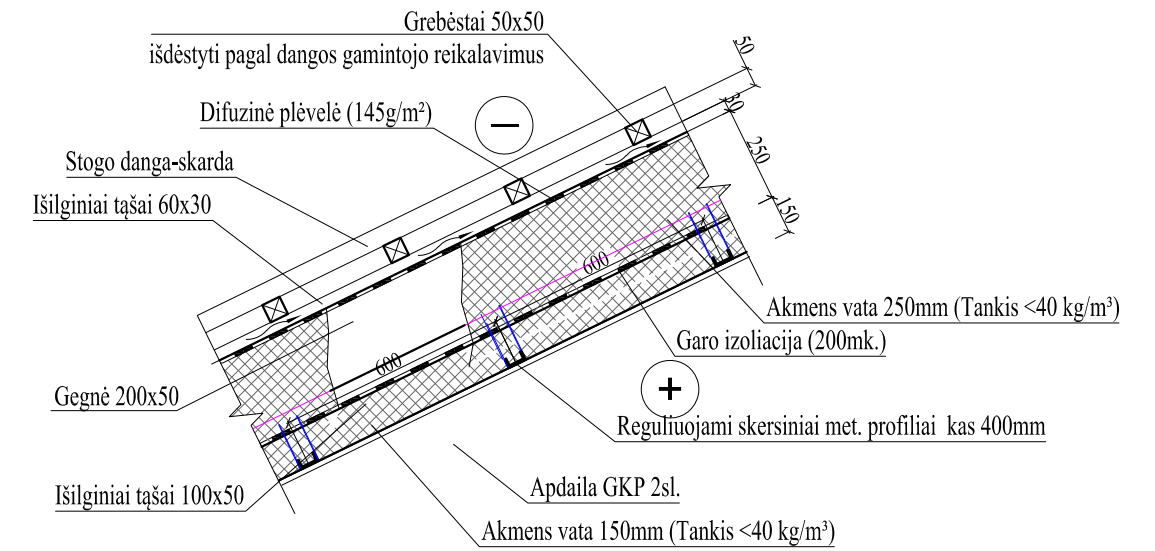 Grebėstai 50x50
išdėstyti pagal dangos gamintojo reikalavimus
50
Difuzinė plėvelė (145g/m²)
30
250
Stogo danga-skarda
Išilginiai tąšai 60x30
150
600
Akmens vata 250mm (Tankis <40 kg/m³)
Garo izoliacija (200mk.)
600
Gegnė 200x50
Reguliuojami skersiniai met. profiliai kas 400mm
Išilginiai tąšai 100x50
Apdaila GKP 2sl.
Akmens vata 150mm (Tankis <40 kg/m³)